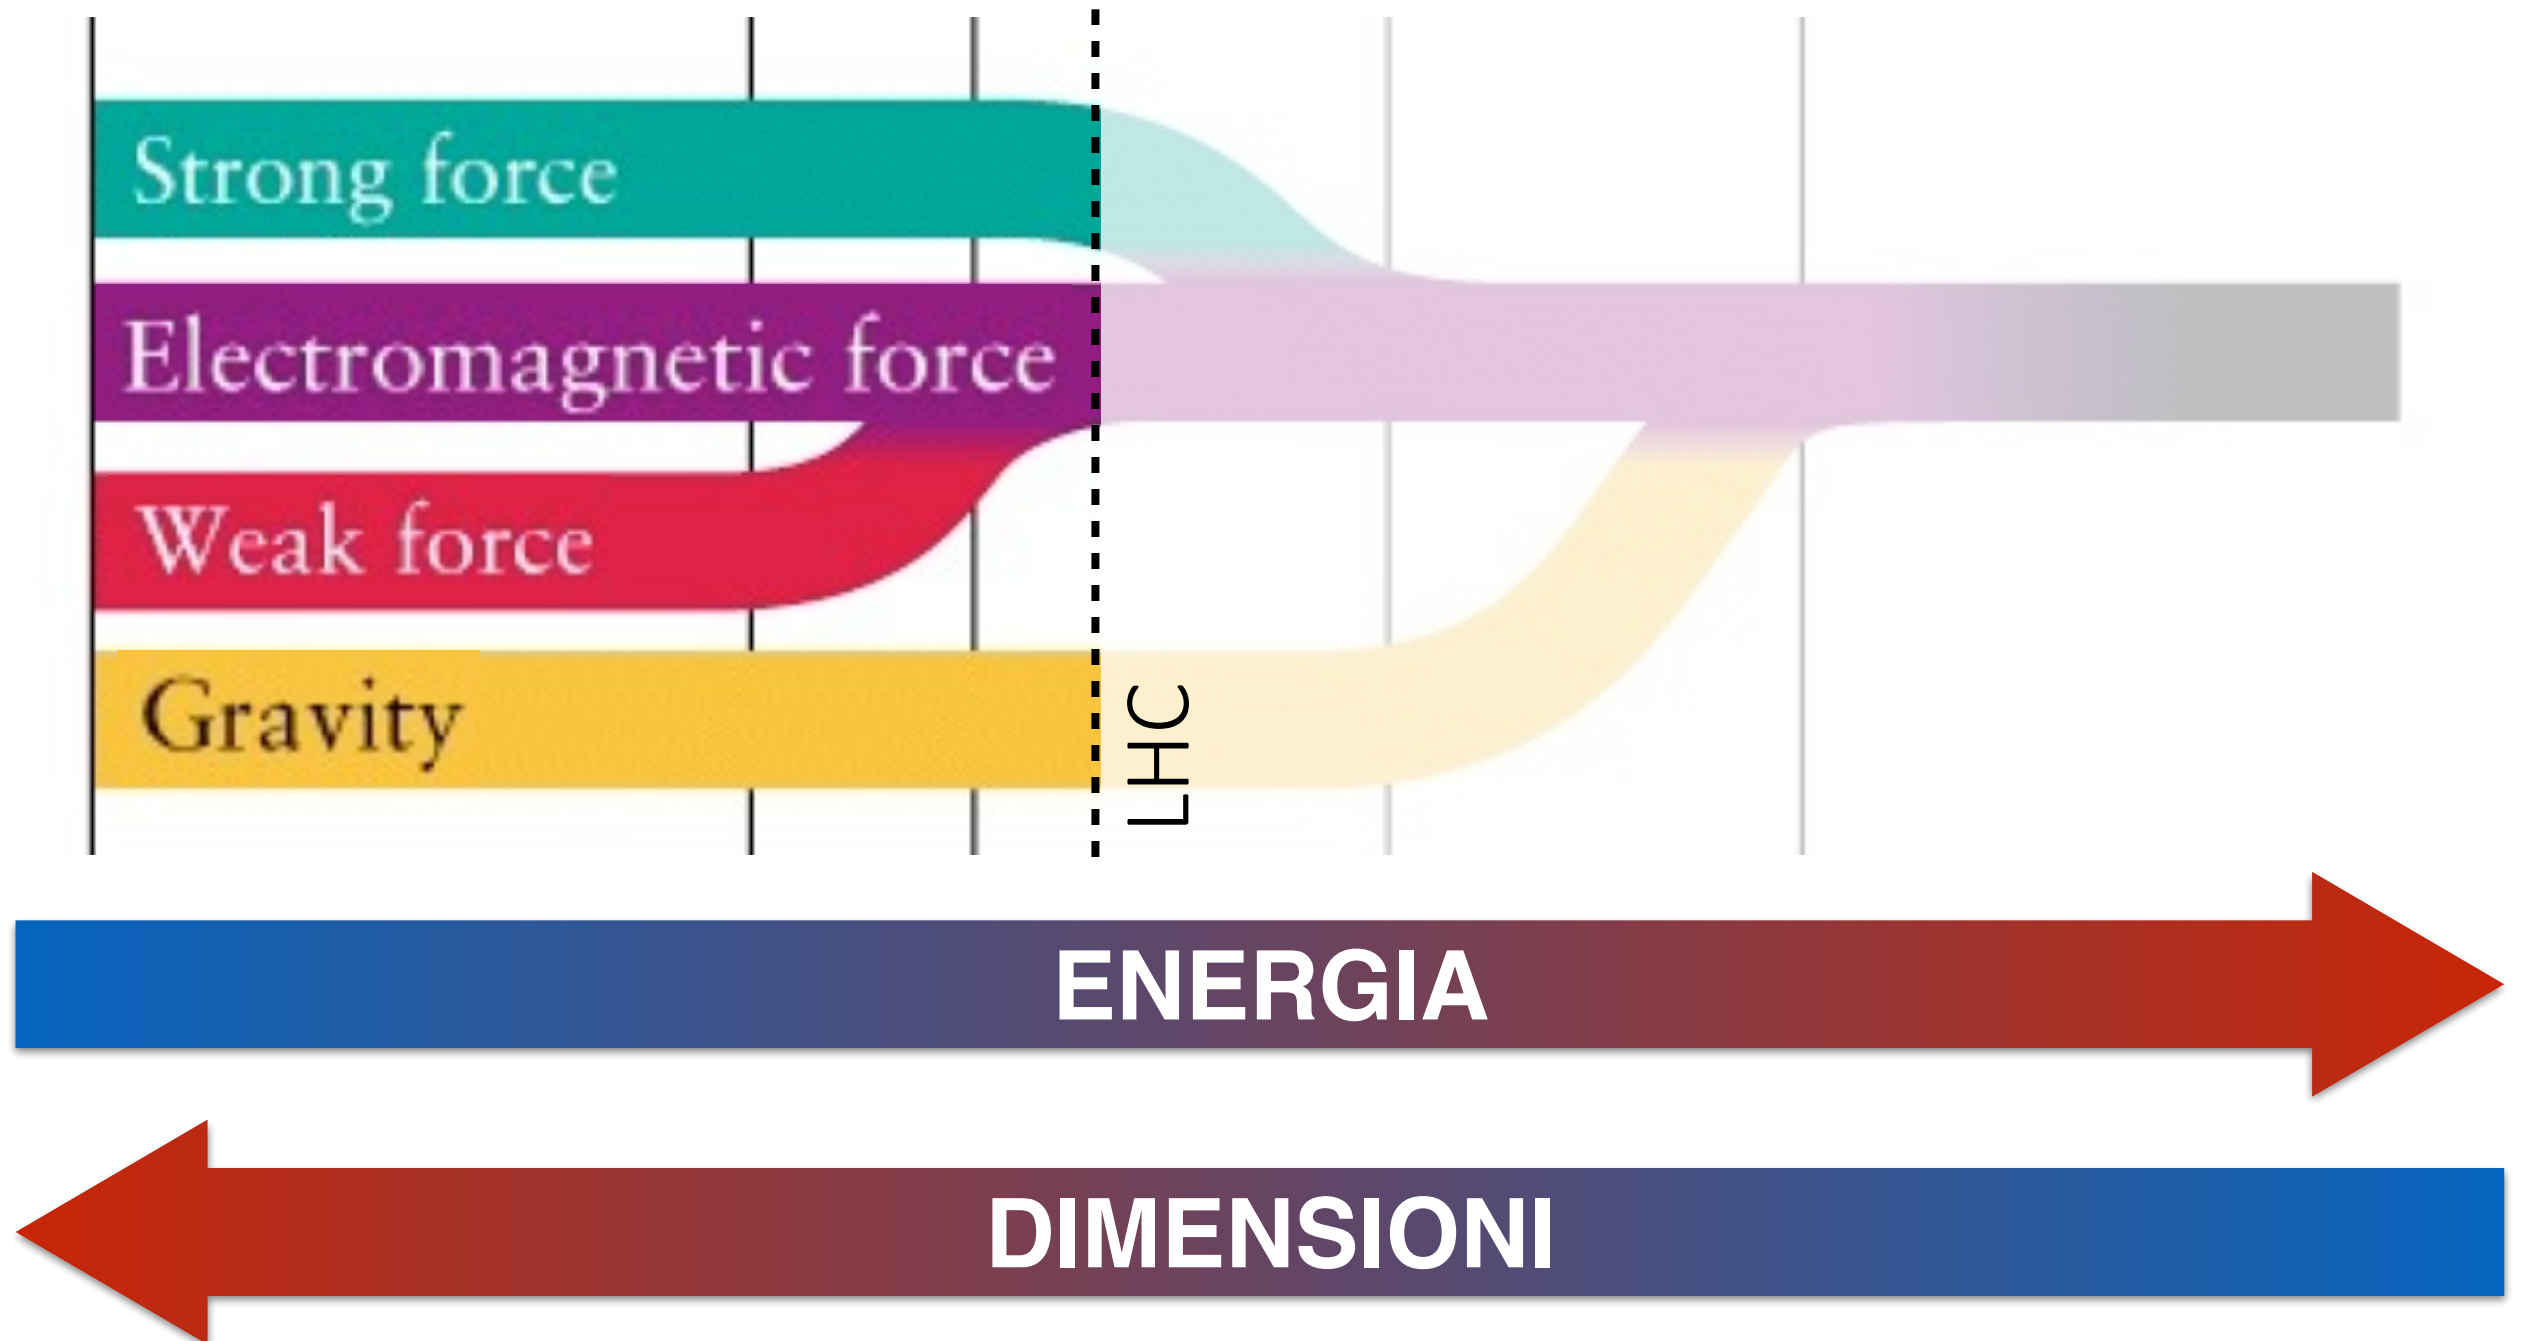 Strong force
Electromagnetic force
Weak force
Gravity
LHC
ENERGIA
DIMENSIONI